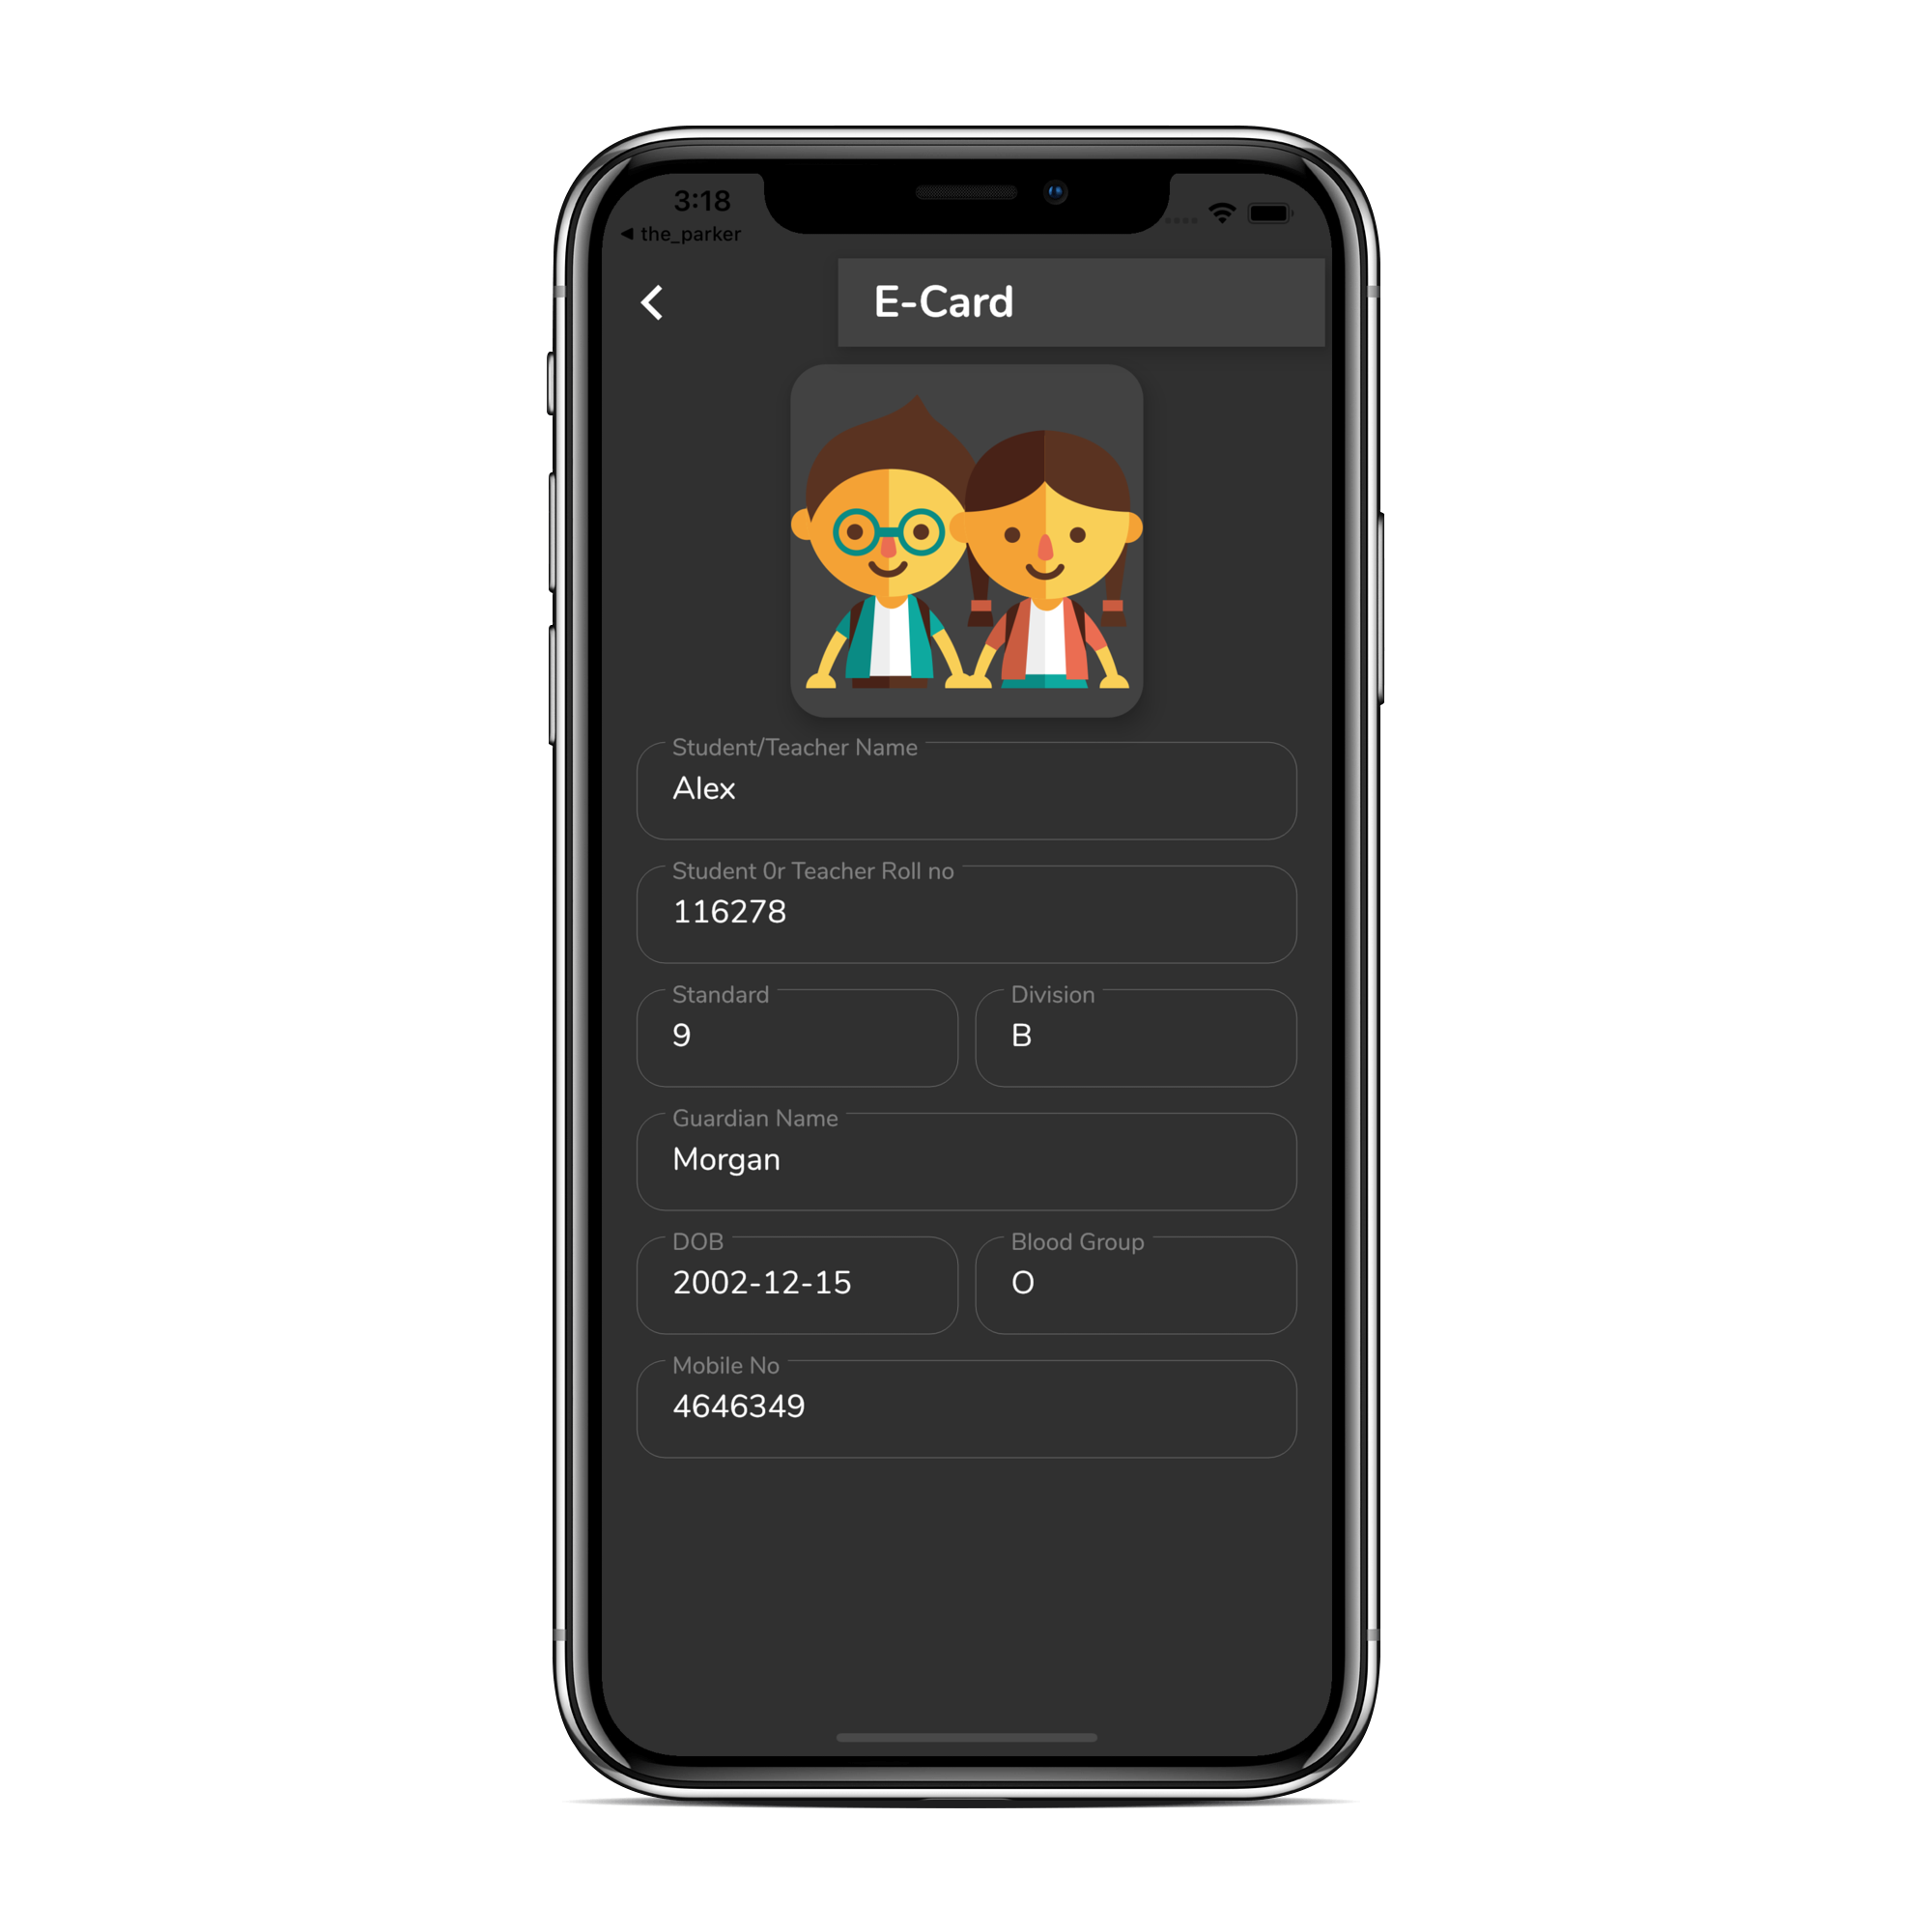 3:18
◀ the_parker
E-Card
Student/Teacher Name
Alex
Student 0r Teacher Roll no
116278
Standard
9
Division
B
Guardian Name
Morgan
DOB
2002-12-15
Blood Group
O
Mobile No
4646349